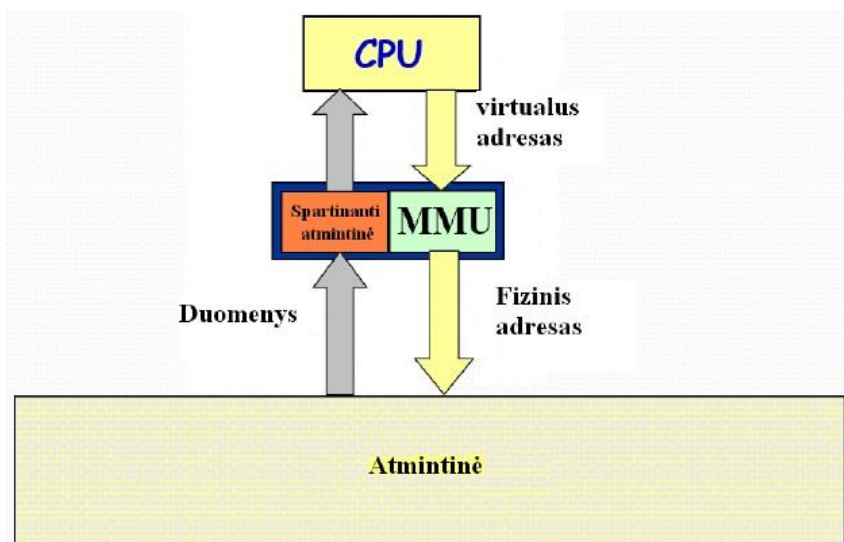 CPU
virtualus
adresas
Spartinanti
atmintinė
MMU
Duomenys
Fizinis
adresas
Atmintinė